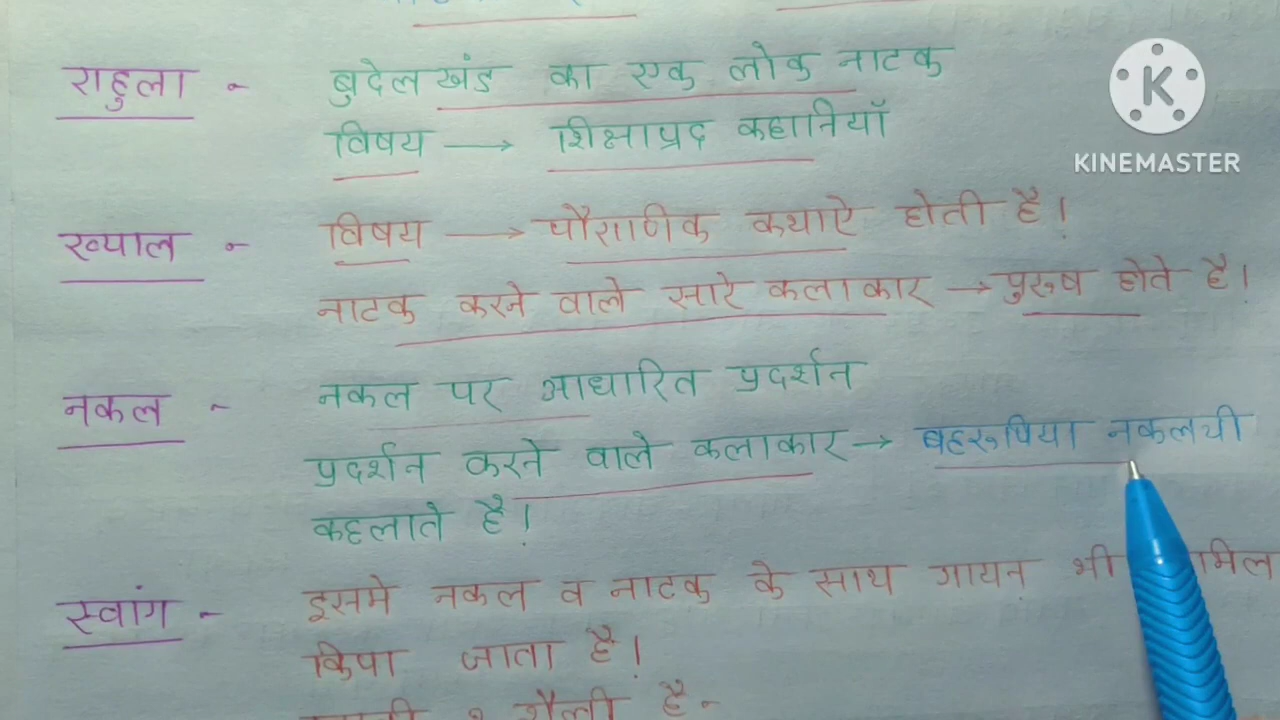 राहुला - बुदेलखंड का एक लोक नाटक
विषय → शिक्षाप्रद कहानियाॅ
ख्याल - विषय → पौराणिक कथाऐ होती है।
नाटक करने वाले सारे कलाकार → पुरुष होते है।
नकल - नकल पर आधारित प्रदर्शन
प्रदर्शन करने वाले कलाकार → बहरूपिया नकलची
कहलाते है।
स्वांग - इसमे नकल व नाटक के साथ गायन भी
किया जाता है।
शैली है-
K
KINEMASTER